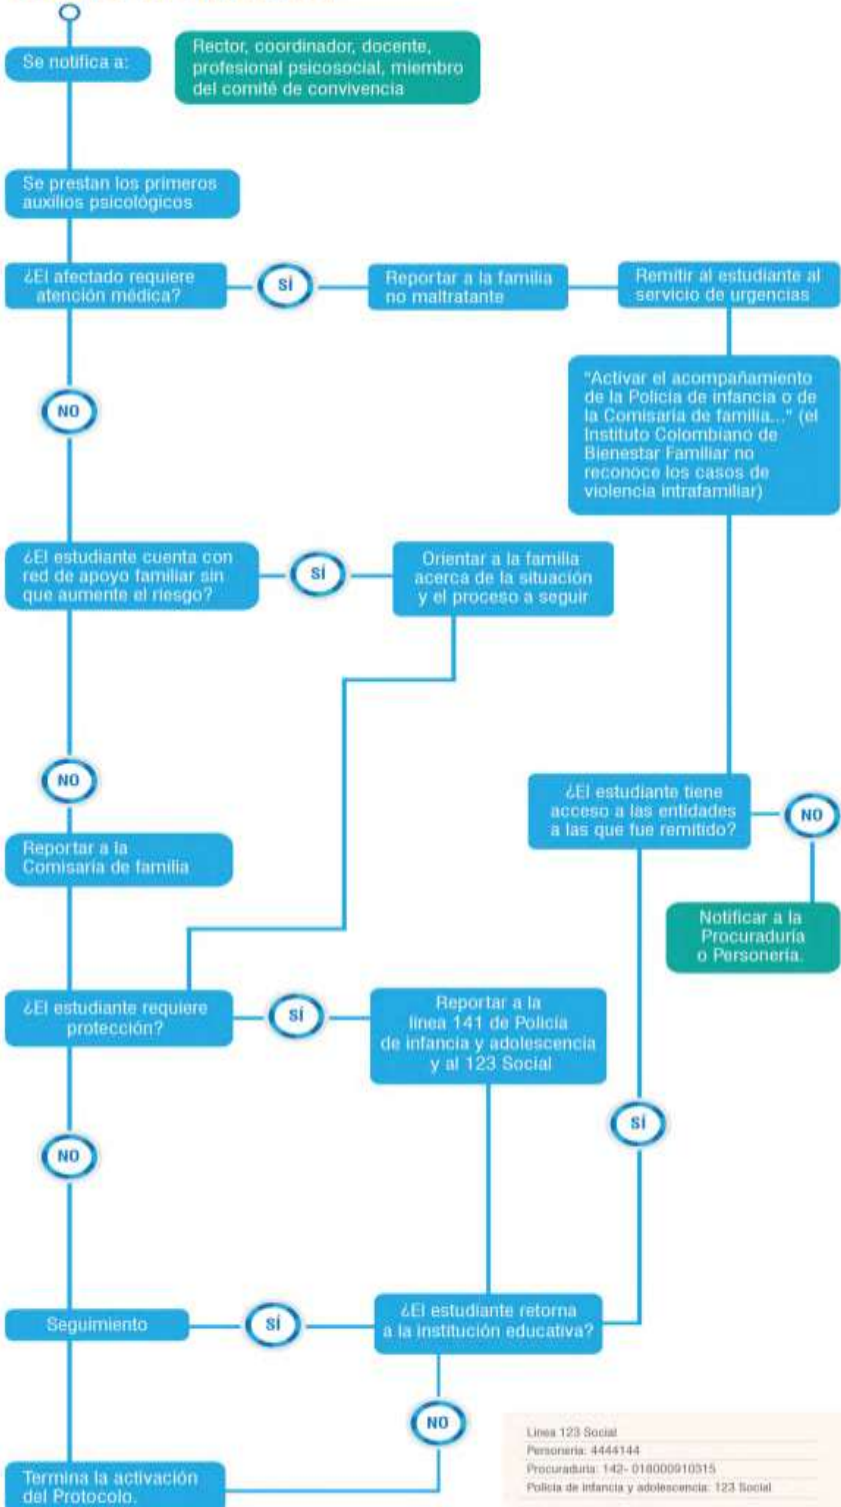 Se notifica a:
Rector, coordinador, docente,
profesional psicosocial, miembro
del comité de convivencia
Se prestan los primeros
auxilios psicológicos
¿El afectado requiere
atención médica?
SÍ
Reportar a la familia
no maltratante
Remitir al estudiante al
servicio de urgencias
"Activar el acompañamiento
de la Policía de infancia o de
la Comisaría de familia..." (el
Instituto Colombiano de
Bienestar Familiar no
reconoce los casos de
violencia intrafamiliar)
NO
¿El estudiante cuenta con
red de apoyo familiar sin
que aumente el riesgo?
SÍ
Orientar a la familia
acerca de la situación
y el proceso a seguir
NO
¿El estudiante tiene
acceso a las entidades
a las que fue remitido?
NO
Reportar a la
Comisaría de familia
Notificar a la
Procuraduría
o Personería.
¿El estudiante requiere
protección?
SÍ
Reportar a la
línea 141 de Policía
de infancia y adolescencia
y al 123 Social
SÍ
NO
Seguimiento
SÍ
¿El estudiante retorna
a la institución educativa?
NO
Termina la activación
del Protocolo.
Línea 123 Social
Personería: 4444144
Procuraduría: 142- 018000910315
Policía de infancia y adolescencia: 123 Social